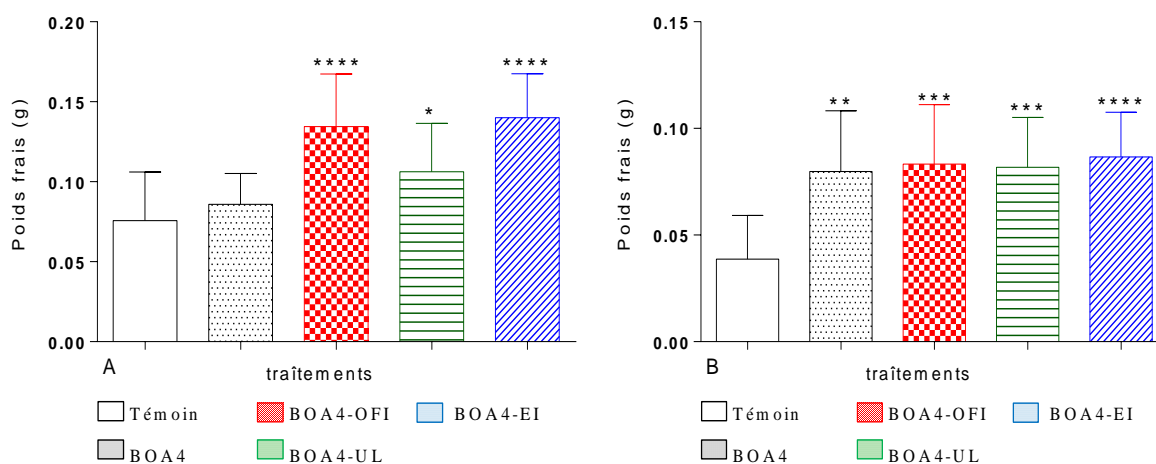 0.20
0.15
0.10
0.05
0.00
Poids frais (g)
****
*
****
A
traîtements
Témoin
BOA4-OFI
BOA4-EI
BOA4
BOA4-UL
0.15
0.10
0.05
0.00
Poids frais (g)
**
***
***
****
B
traîtements
Témoin
BOA4-OFI
BOA4-EI
BOA4
BOA4-UL